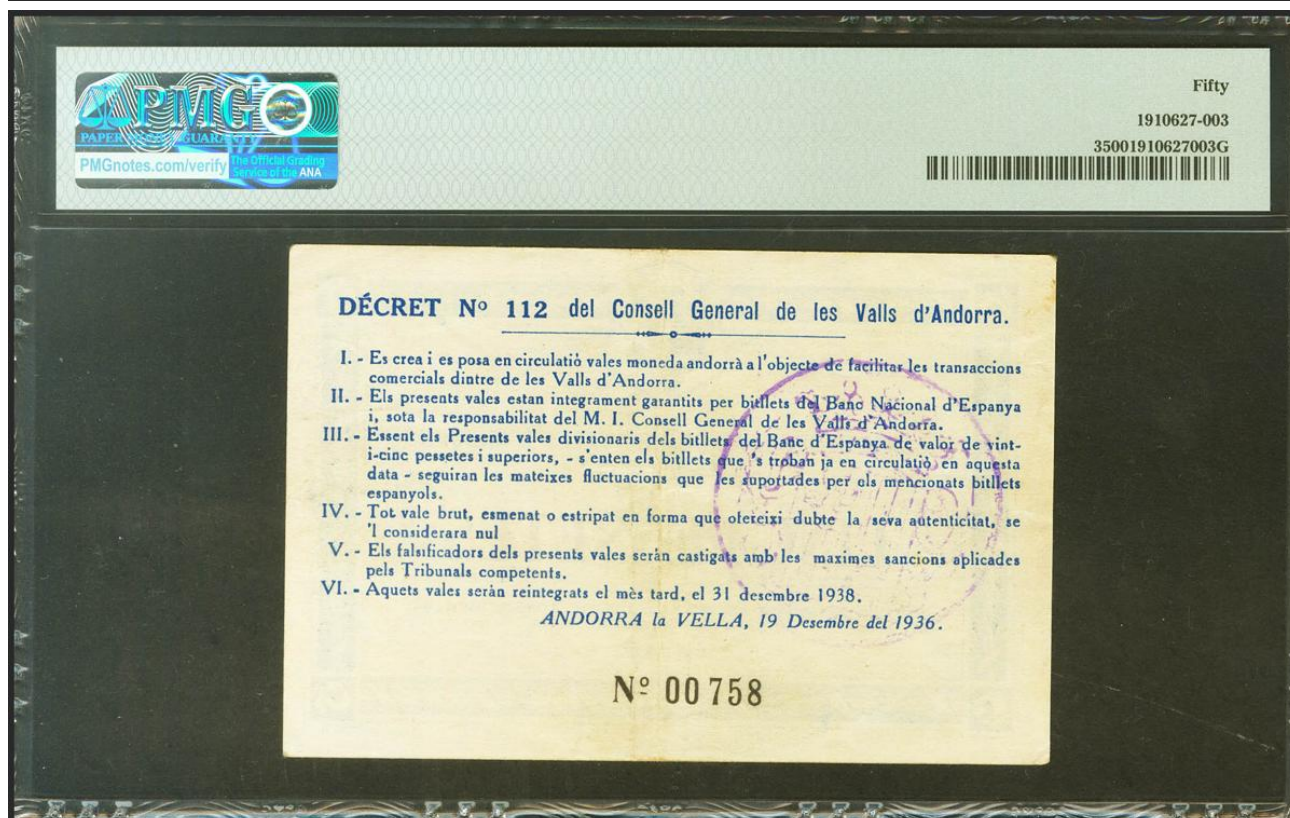 PMG
PAPER MONEY GUARANTY
PMGnotes.com/verify
The Official Grading
Service of the ANA
Fifty
1910627-003
35001910627003G
DÉCRET Nº 112 del Consell General de les Valls d'Andorra.
I. - Es crea i es posa en circulatiò vales moneda andorrà a l'objecte de facilitar les transaccions
comercials dintre de les Valls d'Andorra.
II. - Els presents vales estan integrament garantits per bitllets del Banc Nacional d'Espanya
i, sota la responsabilitat del M. I. Consell General de les Valls d'Andorra.
III. - Essent els Presents vales divisionaris dels bitllets del Banc d'Espanya de valor de vint-
i-cinc pessetes i superiors, - s'enten els bitllets que 's troban ja en circulatiò en aquesta
data - seguiran les mateixes fluctuacions que les suportades per els mencionats bitllets
espanyols.
IV. - Tot vale brut, esmenat o estripat en forma que ofereixi dubte la seva autenticitat, se
'l considerara nul
V. - Els falsificadors dels presents vales seràn castigats amb les maximes sancions aplicades
pels Tribunals competents.
VI. - Aquets vales seràn reintegrats el mès tard, el 31 desembre 1938.
ANDORRA la VELLA, 19 Desembre del 1936.
Nº 00758